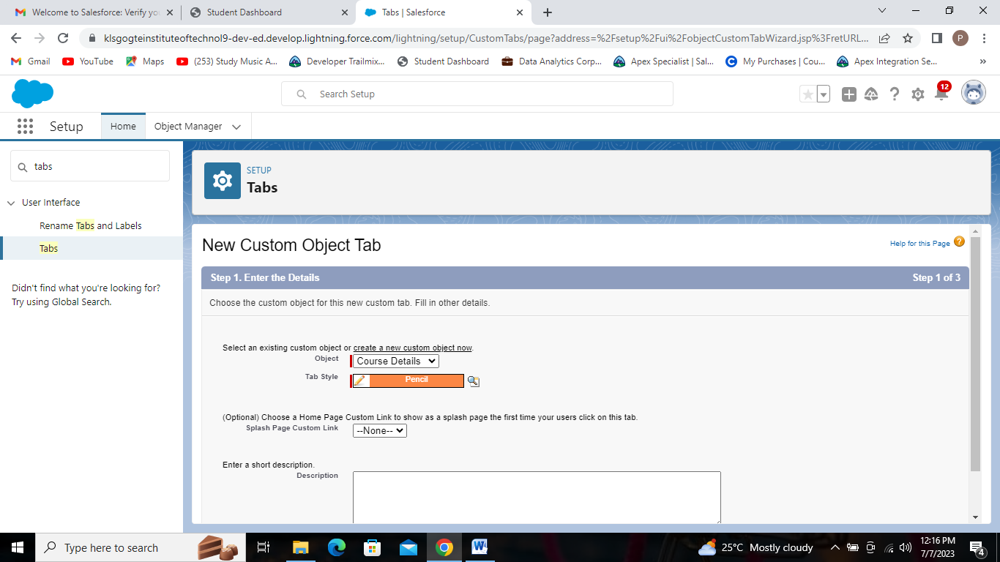 Welcome to Salesforce: Verify yo
Student Dashboard
Tabs | Salesforce
klsgogteinstituteoftechnol9-dev-ed.develop.lightning.force.com/lightning/setup/CustomTabs/page?address=%2Fsetup%2Fui%2FobjectCustomTabWizard.jsp%3FretURL...
P
Gmail
YouTube
Maps
(253) Study Music A...
Developer Trailmix...
Student Dashboard
Data Analytics Corp...
Apex Specialist | Sal...
My Purchases | Cou...
Apex Integration Se...
»
Search Setup
12
Setup
Home
Object Manager
tabs
User Interface
Rename Tabs and Labels
Tabs
Didn't find what you're looking for?
Try using Global Search.
SETUP
Tabs
New Custom Object Tab
Help for this Page
Step 1. Enter the Details
Step 1 of 3
Choose the custom object for this new custom tab. Fill in other details.
Select an existing custom object or create a new custom object now.
Object
Course Details
Tab Style
Pencil
(Optional) Choose a Home Page Custom Link to show as a splash page the first time your users click on this tab.
Splash Page Custom Link
--None--
Enter a short description.
Description
Type here to search
25°C Mostly cloudy
12:16 PM
7/7/2023
4